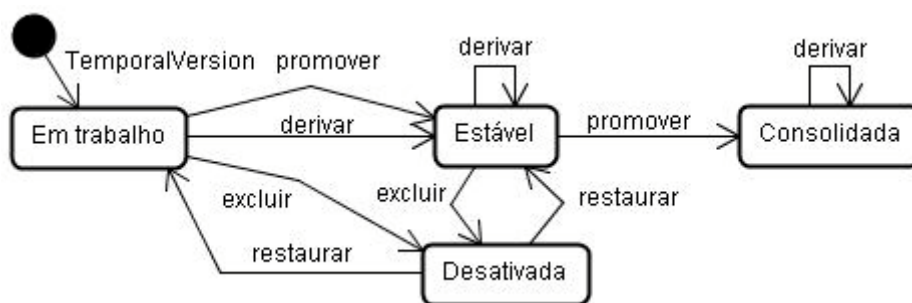 derivar
derivar
TemporalVersion
promover
Em trabalho
derivar
Estável
promover
Consolidada
excluir
excluir
restaurar
restaurar
Desativada